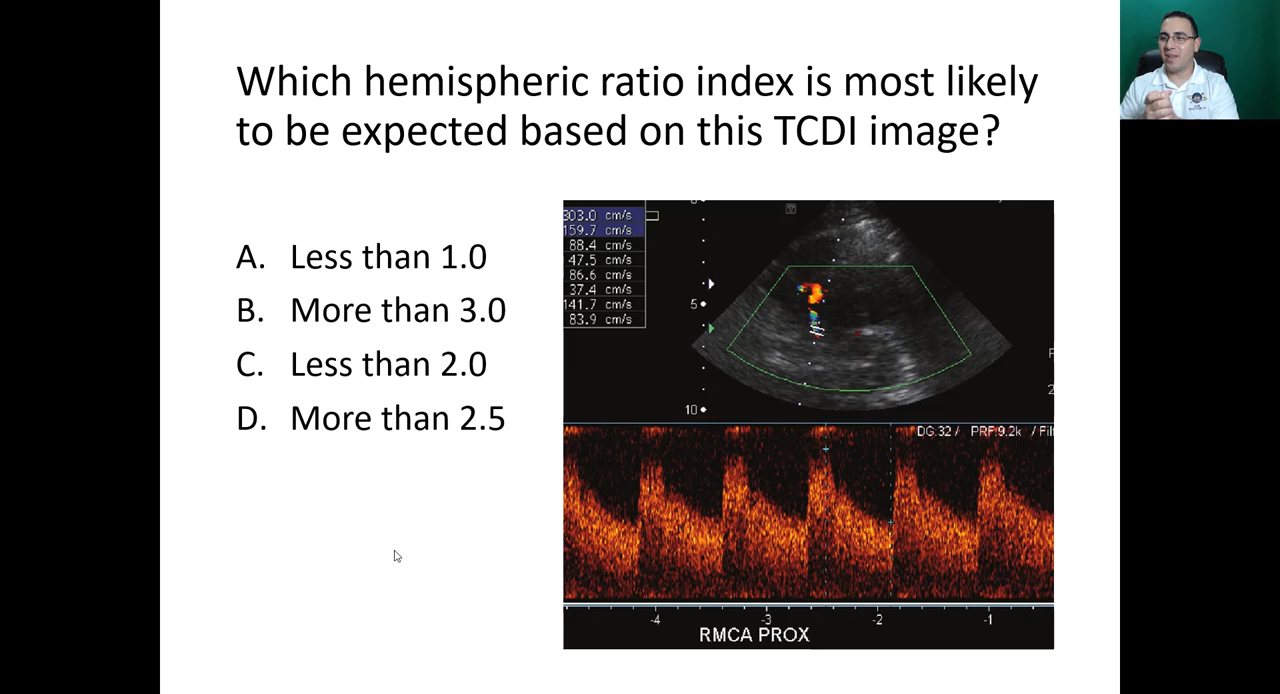 Which hemispheric ratio index is most likely
to be expected based on this TCDI image?
A. Less than 1.0
B. More than 3.0
C. Less than 2.0
D. More than 2.5
303.0 cm/s
159.7 cm/s
88.4 cm/s
47.5 cm/s
86.6 cm/s
37.4 cm/s
141.7 cm/s
83.9 cm/s
5
10
DG:32 / PRF:9.2k / Filt
-4 -3 -2 -1
RMCA PROX